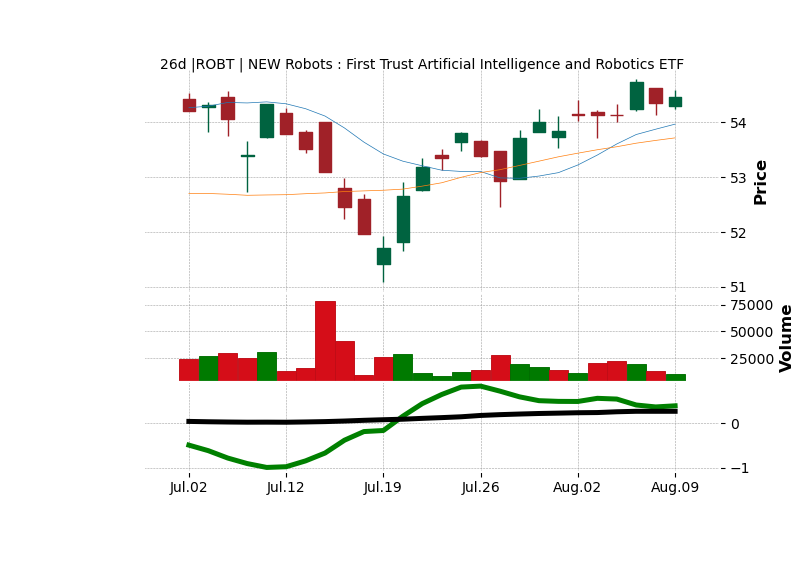 26d |ROBT | NEW Robots : First Trust Artificial Intelligence and Robotics ETF
54
53
52
51
Price
75000
50000
25000
Volume
0
−1
Jul.02 Jul.12 Jul.19 Jul.26 Aug.02 Aug.09